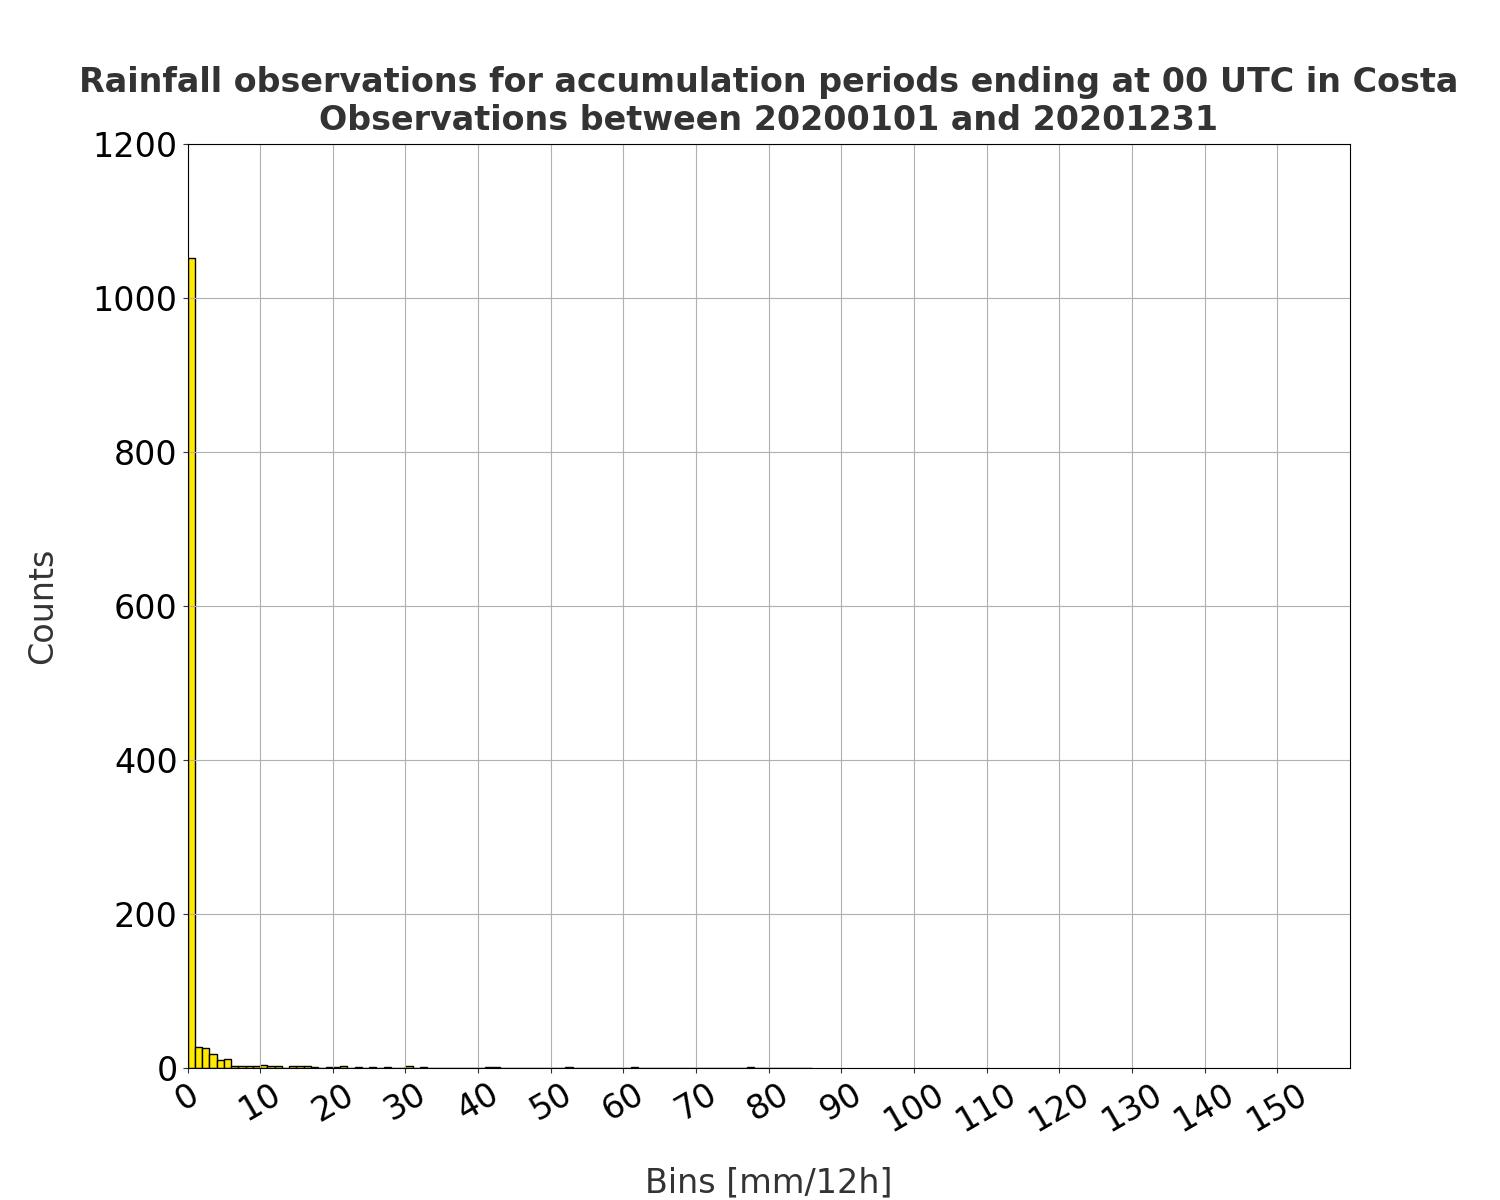 Rainfall observations for accumulation periods ending at 00 UTC in Costa
Observations between 20200101 and 20201231
1200
1000
800
600
400
200
0
Counts
0 10 20 30 40 50 60 70 80 90 100 110 120 130 140 150
Bins [mm/12h]